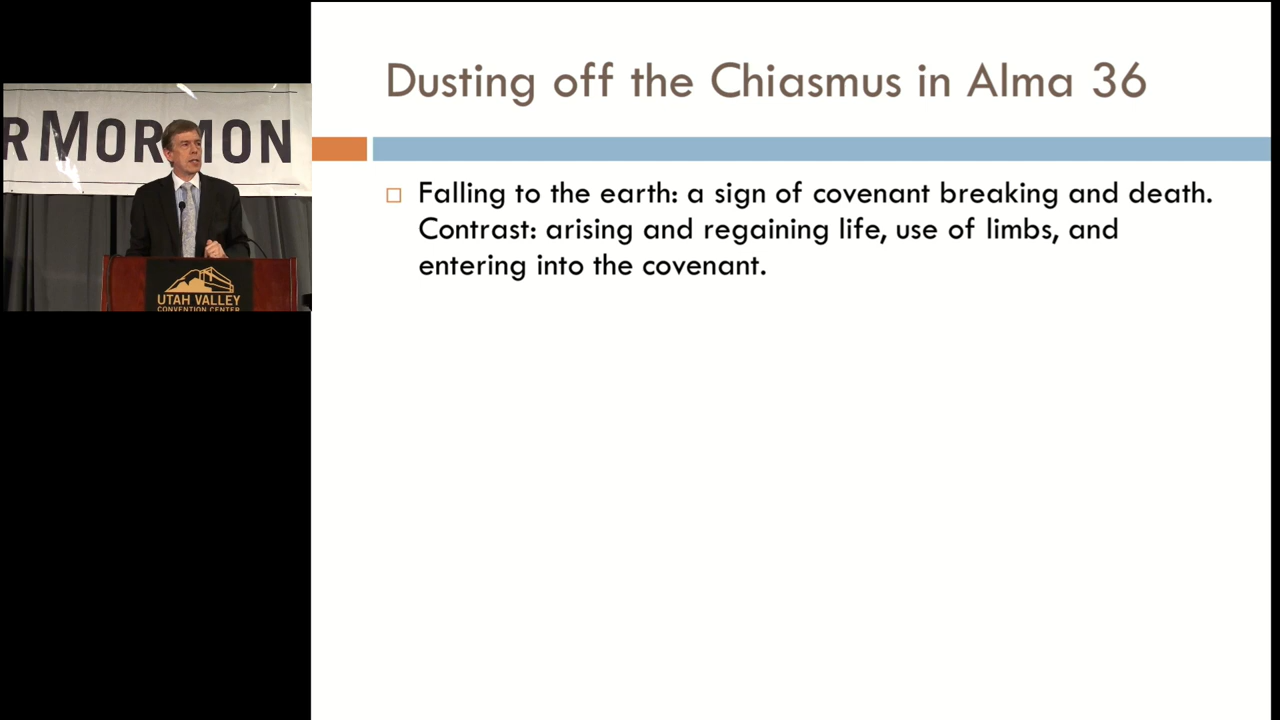 R MORMON
UTAH VALLEY
CONVENTION CENTER
Dusting off the Chiasmus in Alma 36
Falling to the earth: a sign of covenant breaking and death.
Contrast: arising and regaining life, use of limbs, and
entering into the covenant.